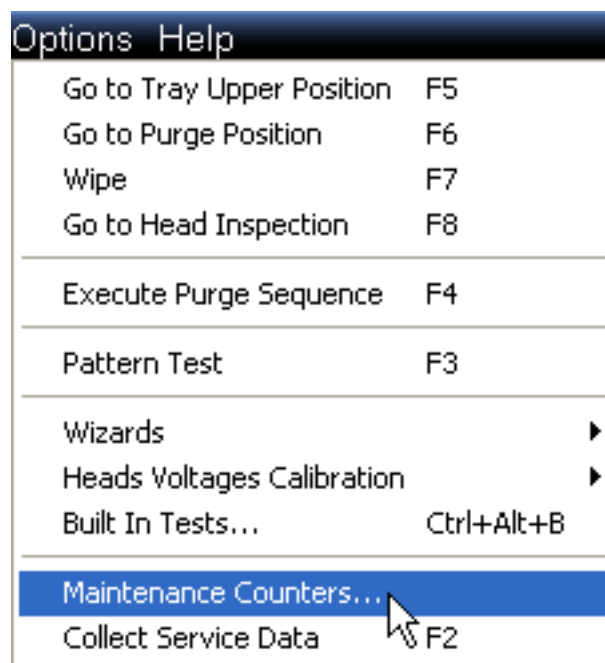 Options Help
Go to Tray Upper Position F5
Go to Purge Position F6
Wipe F7
Go to Head Inspection F8
Execute Purge Sequence F4
Pattern Test F3
Wizards
Heads Voltages Calibration
Built In Tests... Ctrl+Alt+B
Maintenance Counters...
Collect Service Data F2